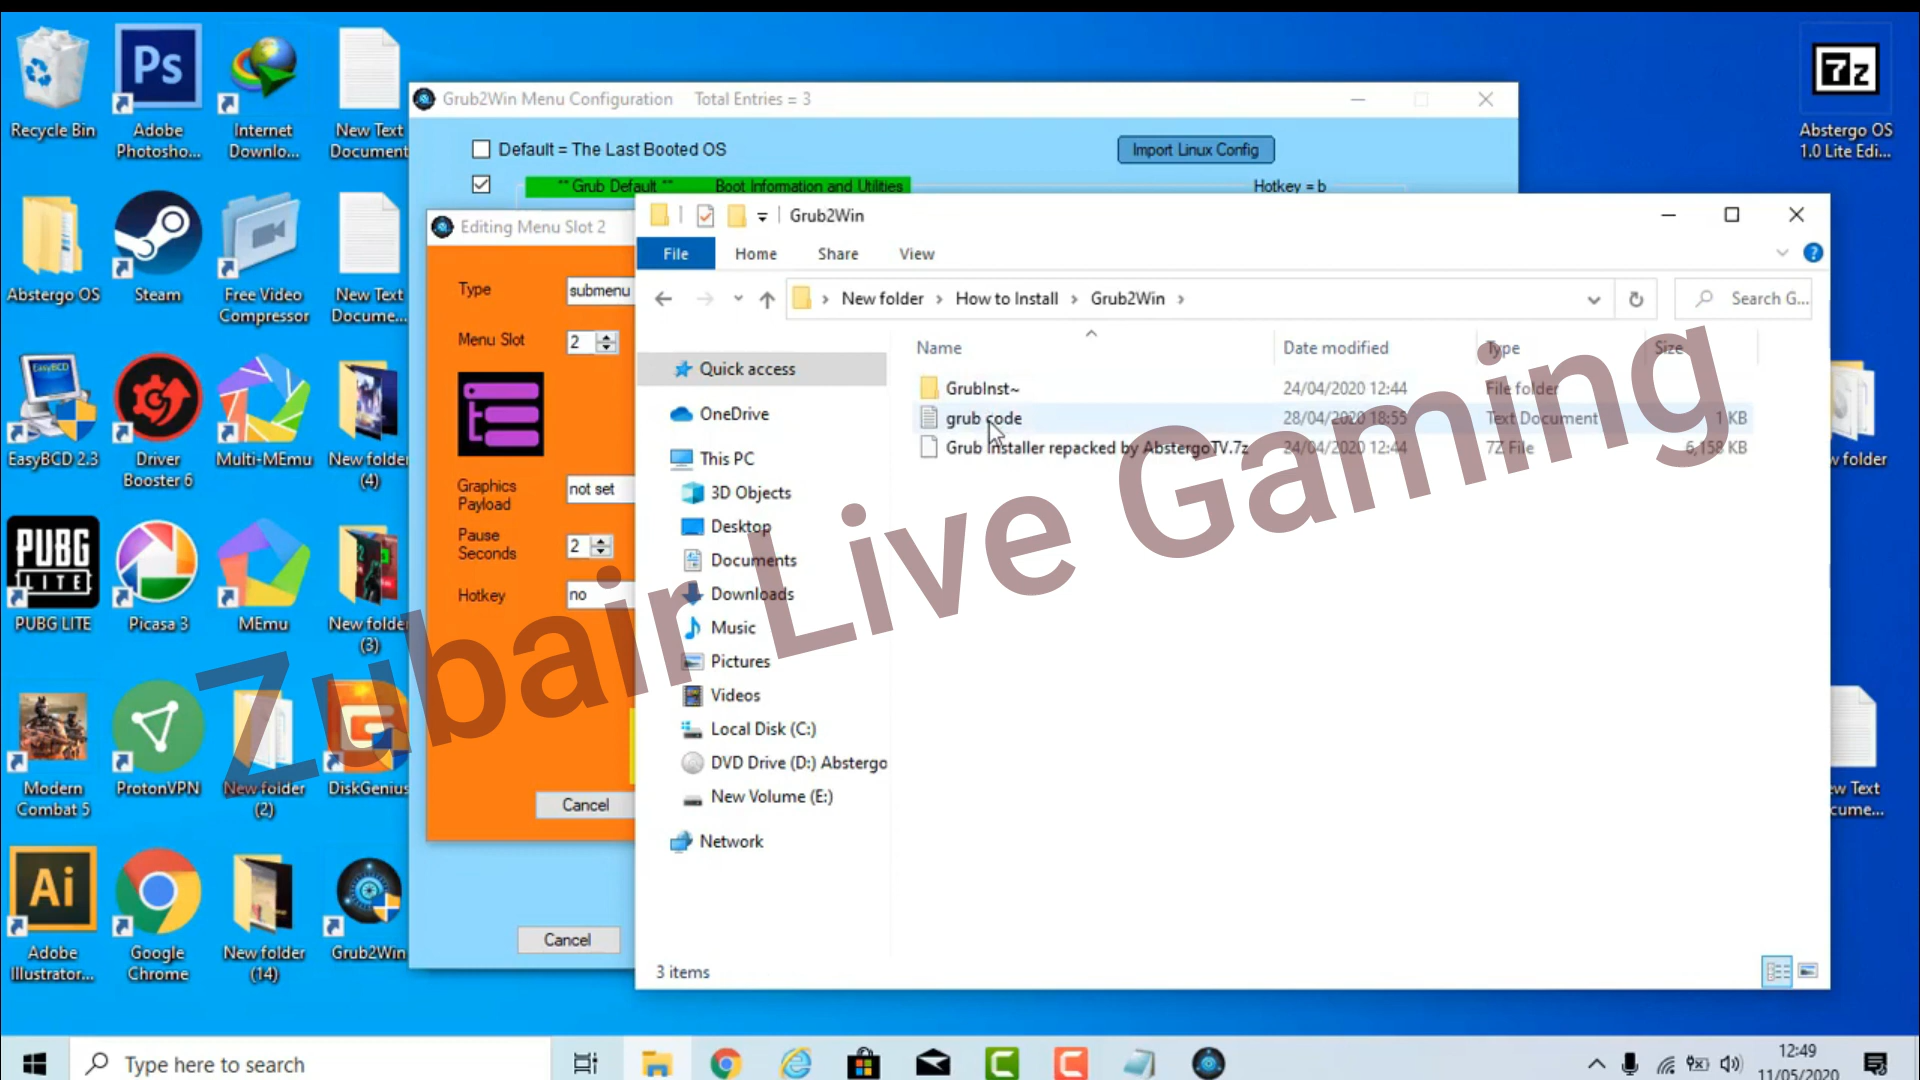 Recycle Bin
Adobe
Photosho...
Internet
Downlo...
New Text
Document
Abstergo OS
Steam
Free Video
Compressor
New Text
Docume...
EasyBCD 2.3
Driver
Booster 6
Multi-MEmu
New folder
(4)
PUBG
LITE
PUBG LITE
Picasa 3
MEmu
New folder
(3)
Modern
Combat 5
ProtonVPN
New folder
(2)
DiskGenius
Adobe
Illustrator...
Google
Chrome
New folder
(14)
Grub2Win
Ps
Ai
EasyBCD
7z
Abstergo OS
1.0 Lite Edi...
w folder
ew Text
cume...
Grub2Win Menu Configuration Total Entries = 3
Default = The Last Booted OS
Import Linux Config
** Grub Default ** Boot Information and Utilities
Hotkey = b
Editing Menu Slot 2
Type submenu
Menu Slot 2
Graphics
Payload not set
Pause
Seconds 2
Hotkey no
Cancel
Cancel
Grub2Win
File Home Share View
New folder > How to Install > Grub2Win >
Search G...
Name Date modified Type Size
GrubInst~ 24/04/2020 12:44 File folder
grub code 28/04/2020 18:55 Text Document 1 KB
Grub Installer repacked by AbstergoTV.7z 24/04/2020 12:44 7Z File 6,158 KB
Quick access
OneDrive
This PC
3D Objects
Desktop
Documents
Downloads
Music
Pictures
Videos
Local Disk (C:)
DVD Drive (D:) Abstergo
New Volume (E:)
Network
3 items
Zubair Live Gaming
Type here to search
12:49
11/05/2020